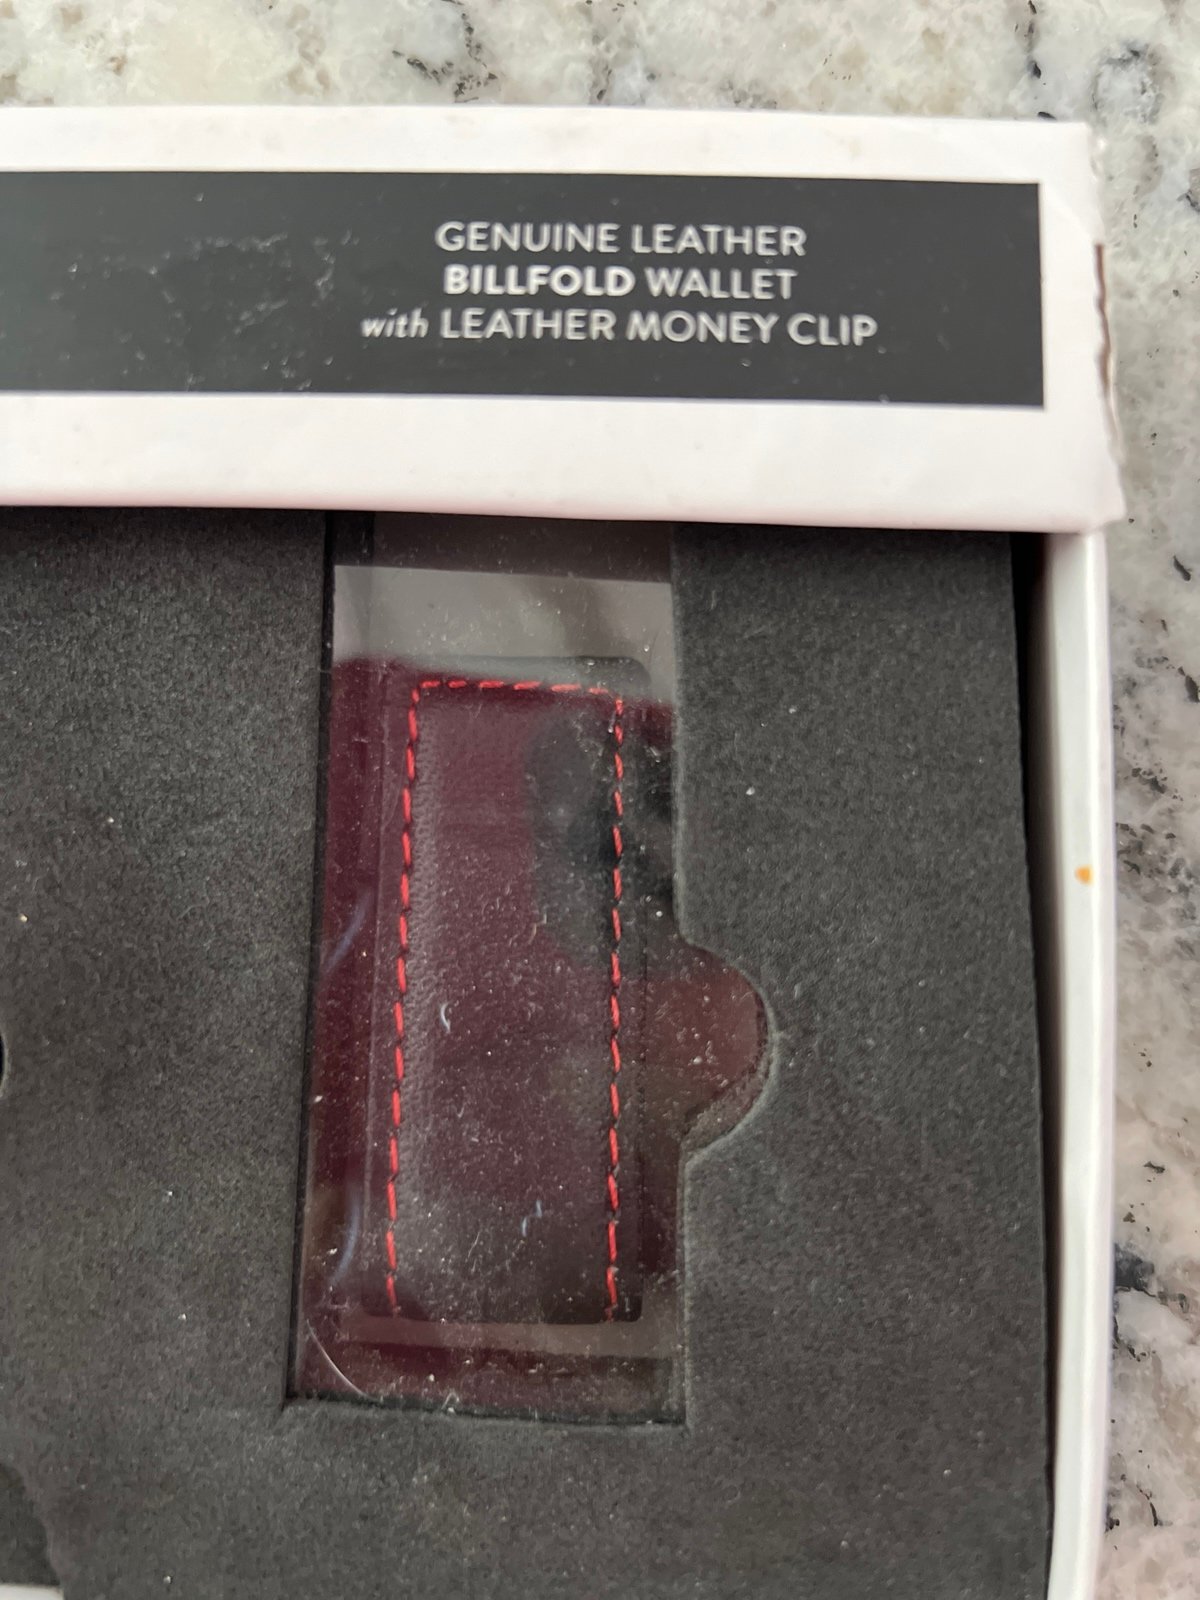 GENUINE LEATHER
BILLFOLD WALLET
with LEATHER MONEY CLIP